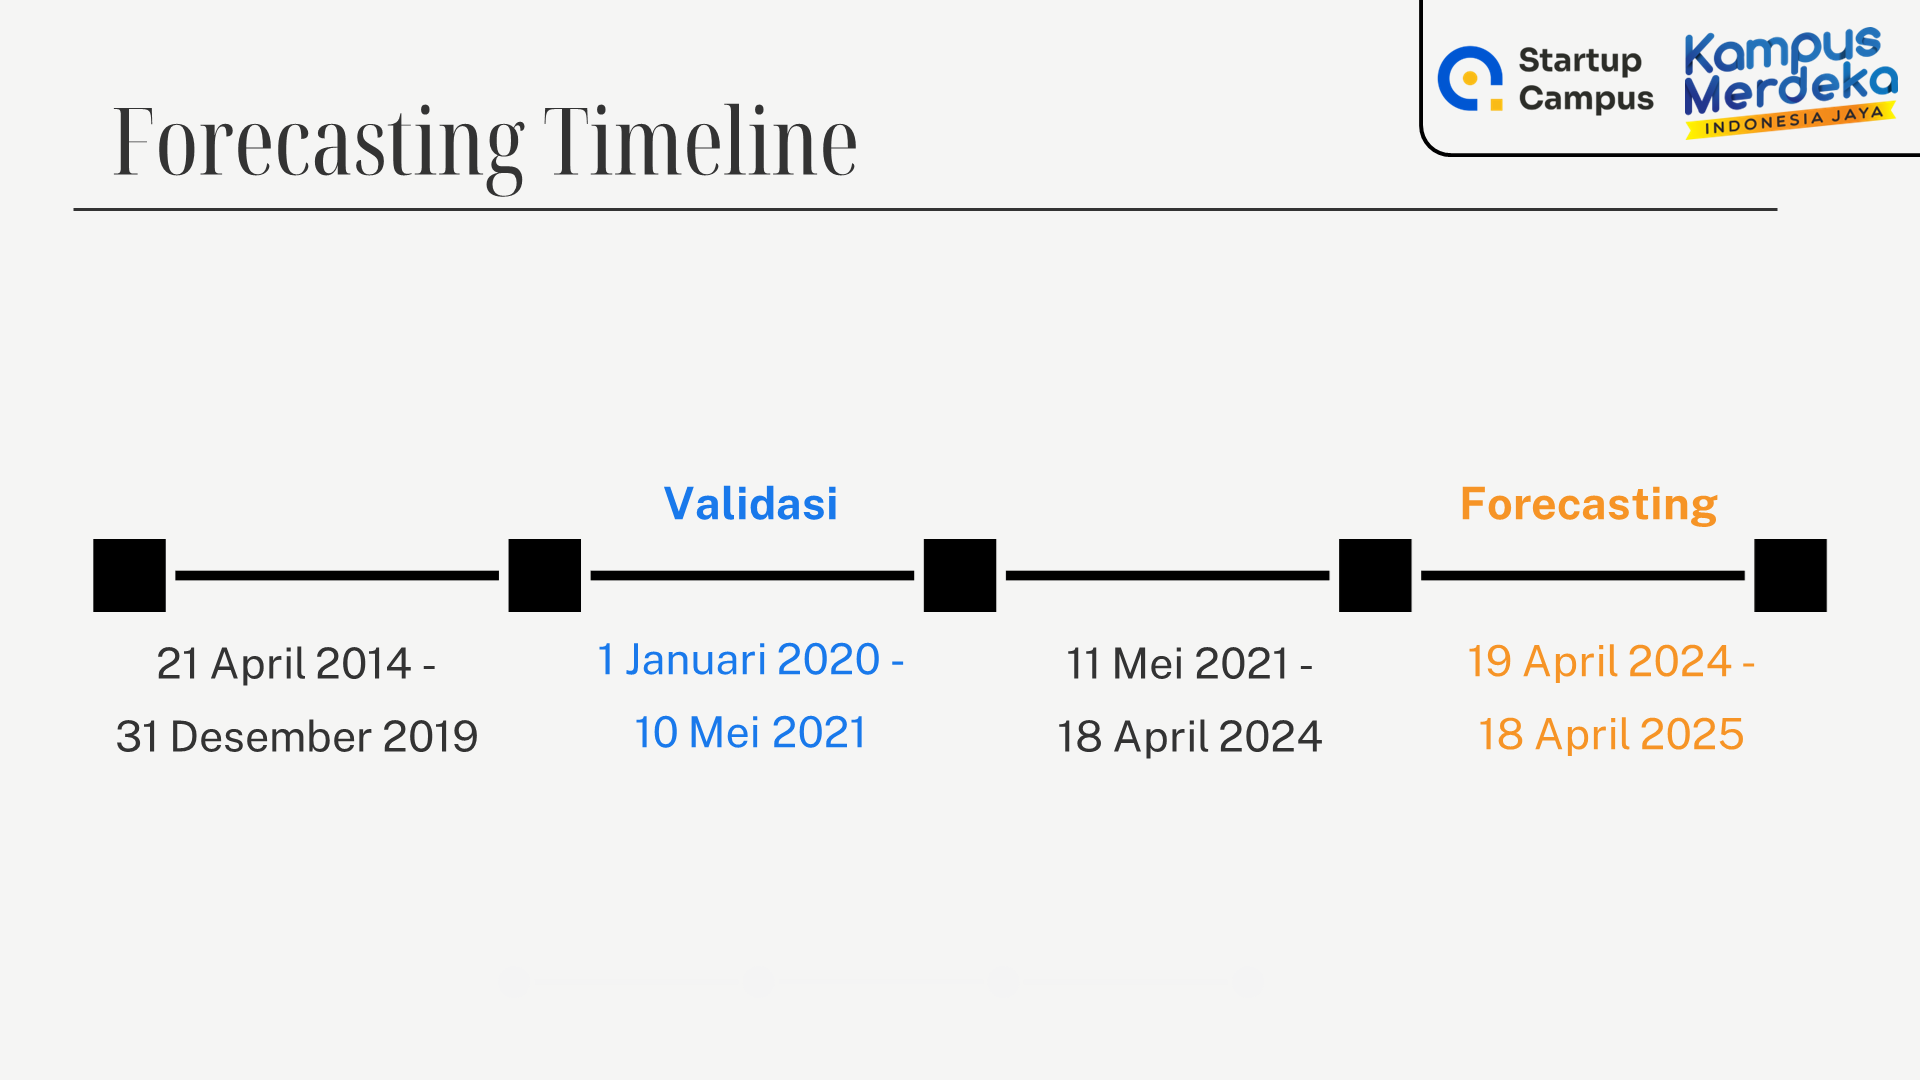 Startup
Campus
Kampus
Merdeka
INDONESIA JAYA
Forecasting Timeline
Validasi
Forecasting
21 April 2014 -
31 Desember 2019
1 Januari 2020 -
10 Mei 2021
11 Mei 2021 -
18 April 2024
19 April 2024 -
18 April 2025